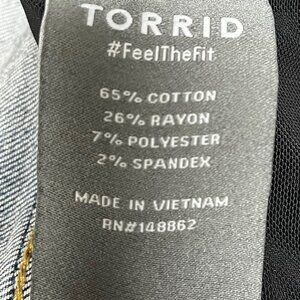 TORRID
#FeelTheFit
65% COTTON
26% RAYON
7% POLYESTER
2% SPANDEX
MADE IN VIETNAM
RN#148862